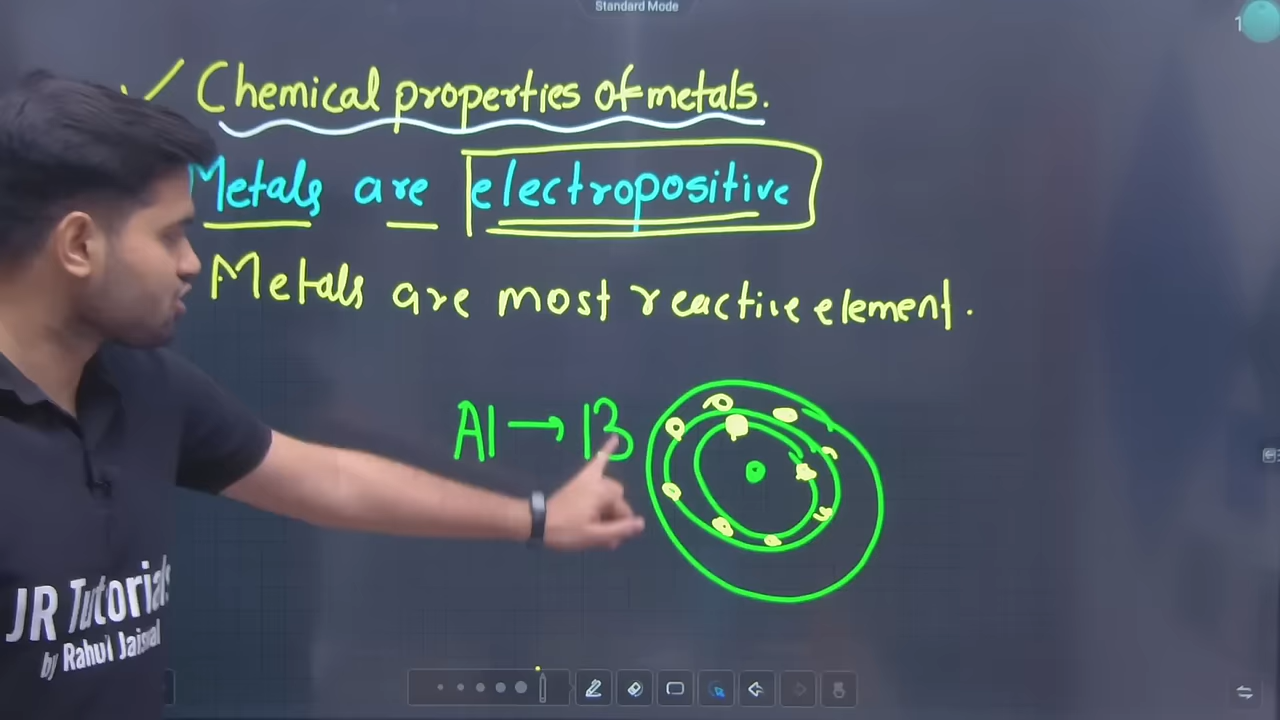 Standard Mode
1
Chemical properties of metals.
Metals are electropositive
Metals are most reactive element.
Al → 13
JR Tutorials
by Rahul Jaiswal